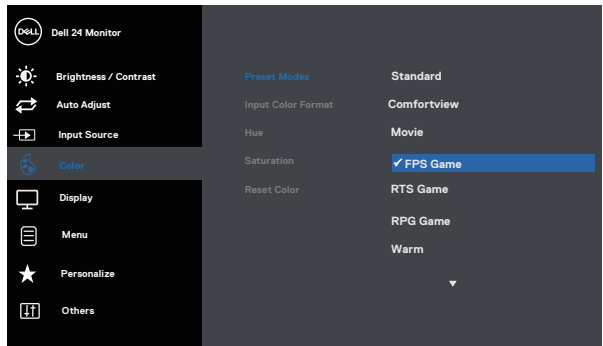 DELL Dell 24 Monitor
Brightness / Contrast
Auto Adjust
Input Source
Color
Display
Menu
Personalize
Others
Preset Modes
Input Color Format
Hue
Saturation
Reset Color
Standard
Comfortview
Movie
✔ FPS Game
RTS Game
RPG Game
Warm